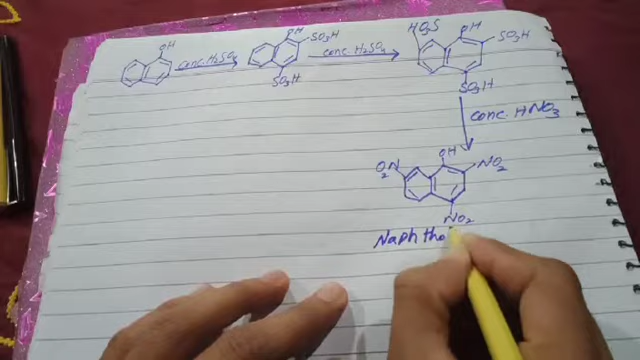 OH
OH
SO₃H
SO₃H
conc. H₂SO₄
conc. H₂SO₄
HO₃S
OH
SO₃H
SO₃H
conc. HNO₃
O₂N
OH
NO₂
NO₂
Naphtho